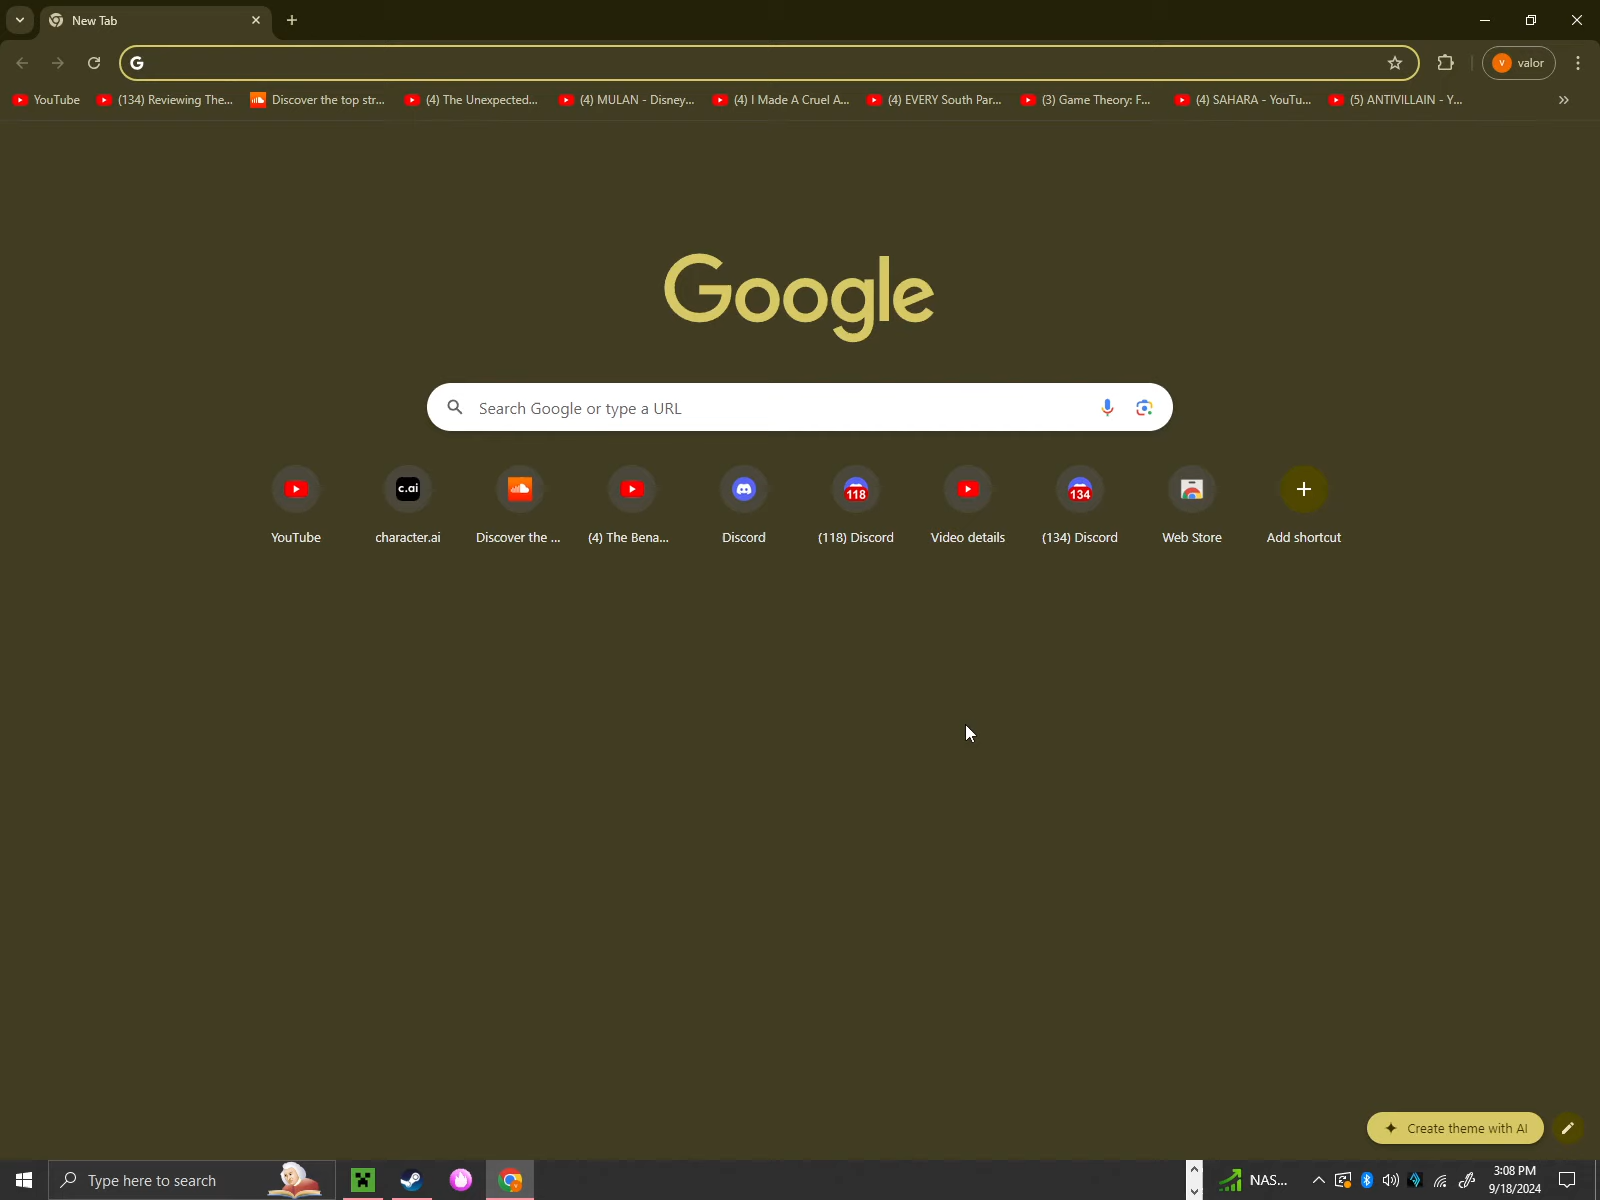 New Tab
valor
YouTube
(134) Reviewing The...
Discover the top str...
(4) The Unexpected...
(4) MULAN - Disney...
(4) I Made A Cruel A...
(4) EVERY South Par...
(3) Game Theory: F...
(4) SAHARA - YouTu...
(5) ANTIVILLAIN - Y...
Google
Search Google or type a URL
c.ai
118
134
YouTube
character.ai
Discover the ...
(4) The Bena...
Discord
(118) Discord
Video details
(134) Discord
Web Store
Add shortcut
Create theme with AI
Type here to search
NAS...
3:08 PM
9/18/2024